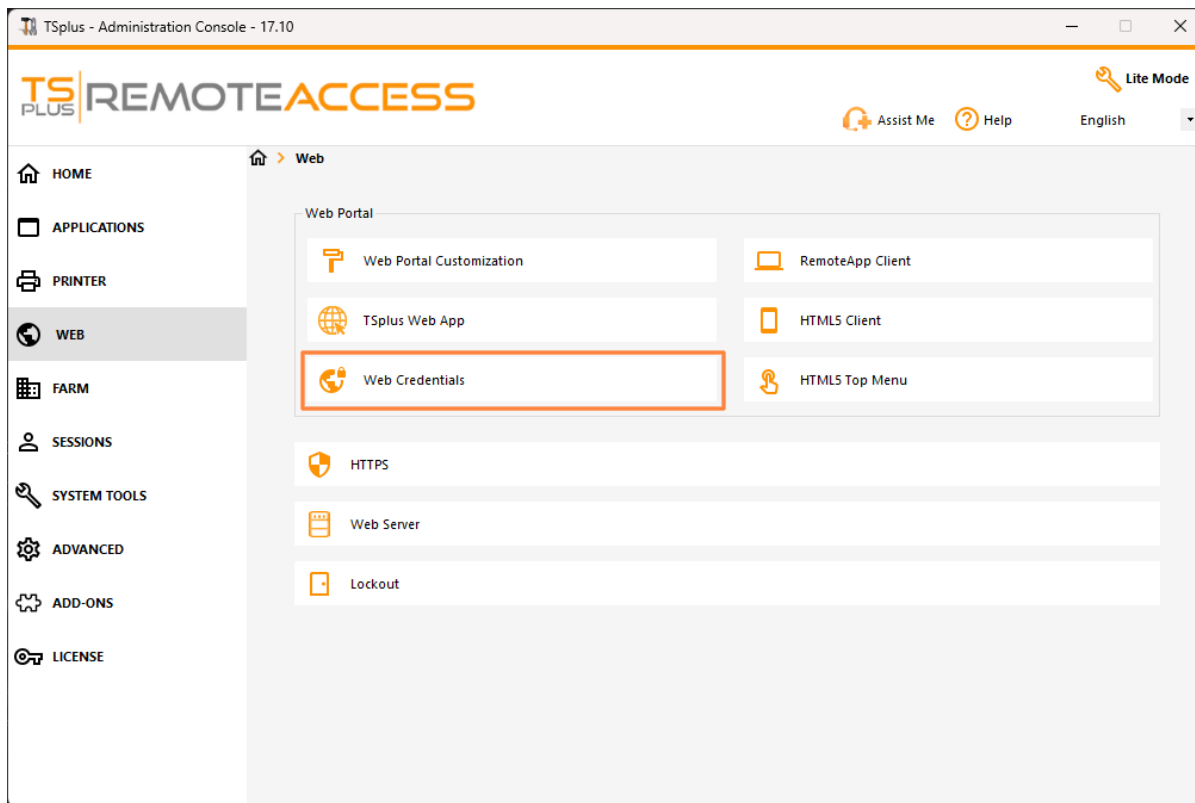 TSplus - Administration Console - 17.10
TS PLUS REMOTEACCESS
Lite Mode
Assist Me
Help
English
HOME
APPLICATIONS
PRINTER
WEB
FARM
SESSIONS
SYSTEM TOOLS
ADVANCED
ADD-ONS
LICENSE
> Web
Web Portal
Web Portal Customization
RemoteApp Client
TSplus Web App
HTML5 Client
Web Credentials
HTML5 Top Menu
HTTPS
Web Server
Lockout